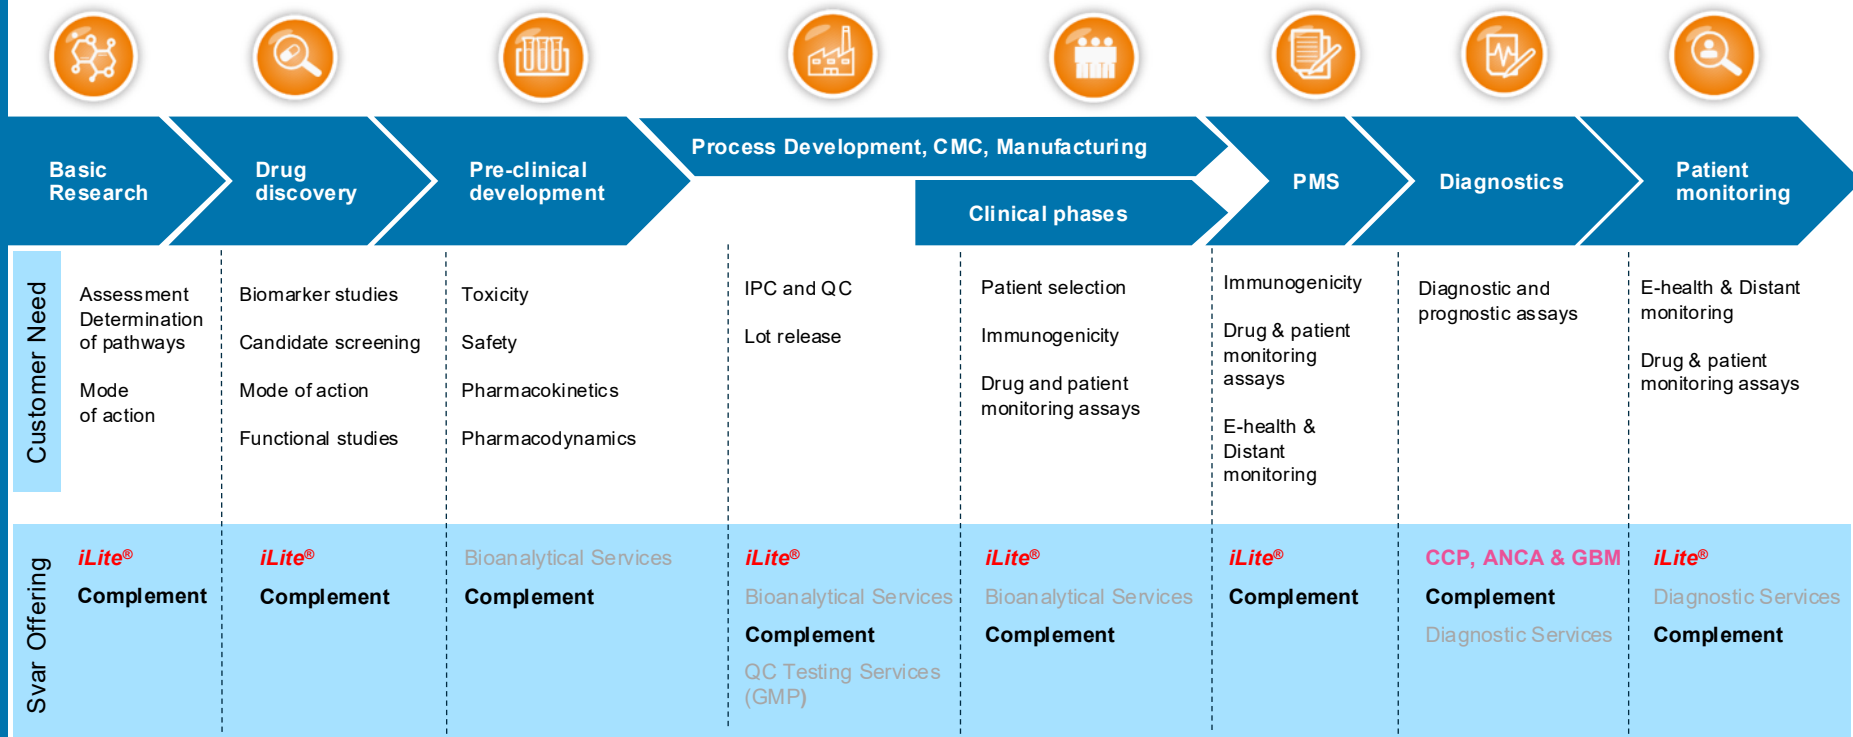 Basic
Research
Drug
discovery
Pre-clinical
development
Process Development, CMC, Manufacturing
Clinical phases
PMS
Diagnostics
Patient
monitoring
Customer Need
Assessment
Determination
of pathways
Mode
of action
Biomarker studies
Candidate screening
Mode of action
Functional studies
Toxicity
Safety
Pharmacokinetics
Pharmacodynamics
IPC and QC
Lot release
Patient selection
Immunogenicity
Drug and patient
monitoring assays
Immunogenicity
Drug & patient
monitoring
assays
E-health &
Distant
monitoring
Diagnostic and
prognostic assays
E-health & Distant
monitoring
Drug & patient
monitoring assays
Svar Offering
iLite®
Complement
iLite®
Complement
Bioanalytical Services
Complement
iLite®
Bioanalytical Services
Complement
QC Testing Services
(GMP)
iLite®
Bioanalytical Services
Complement
iLite®
Complement
CCP, ANCA & GBM
Complement
Diagnostic Services
iLite®
Diagnostic Services
Complement